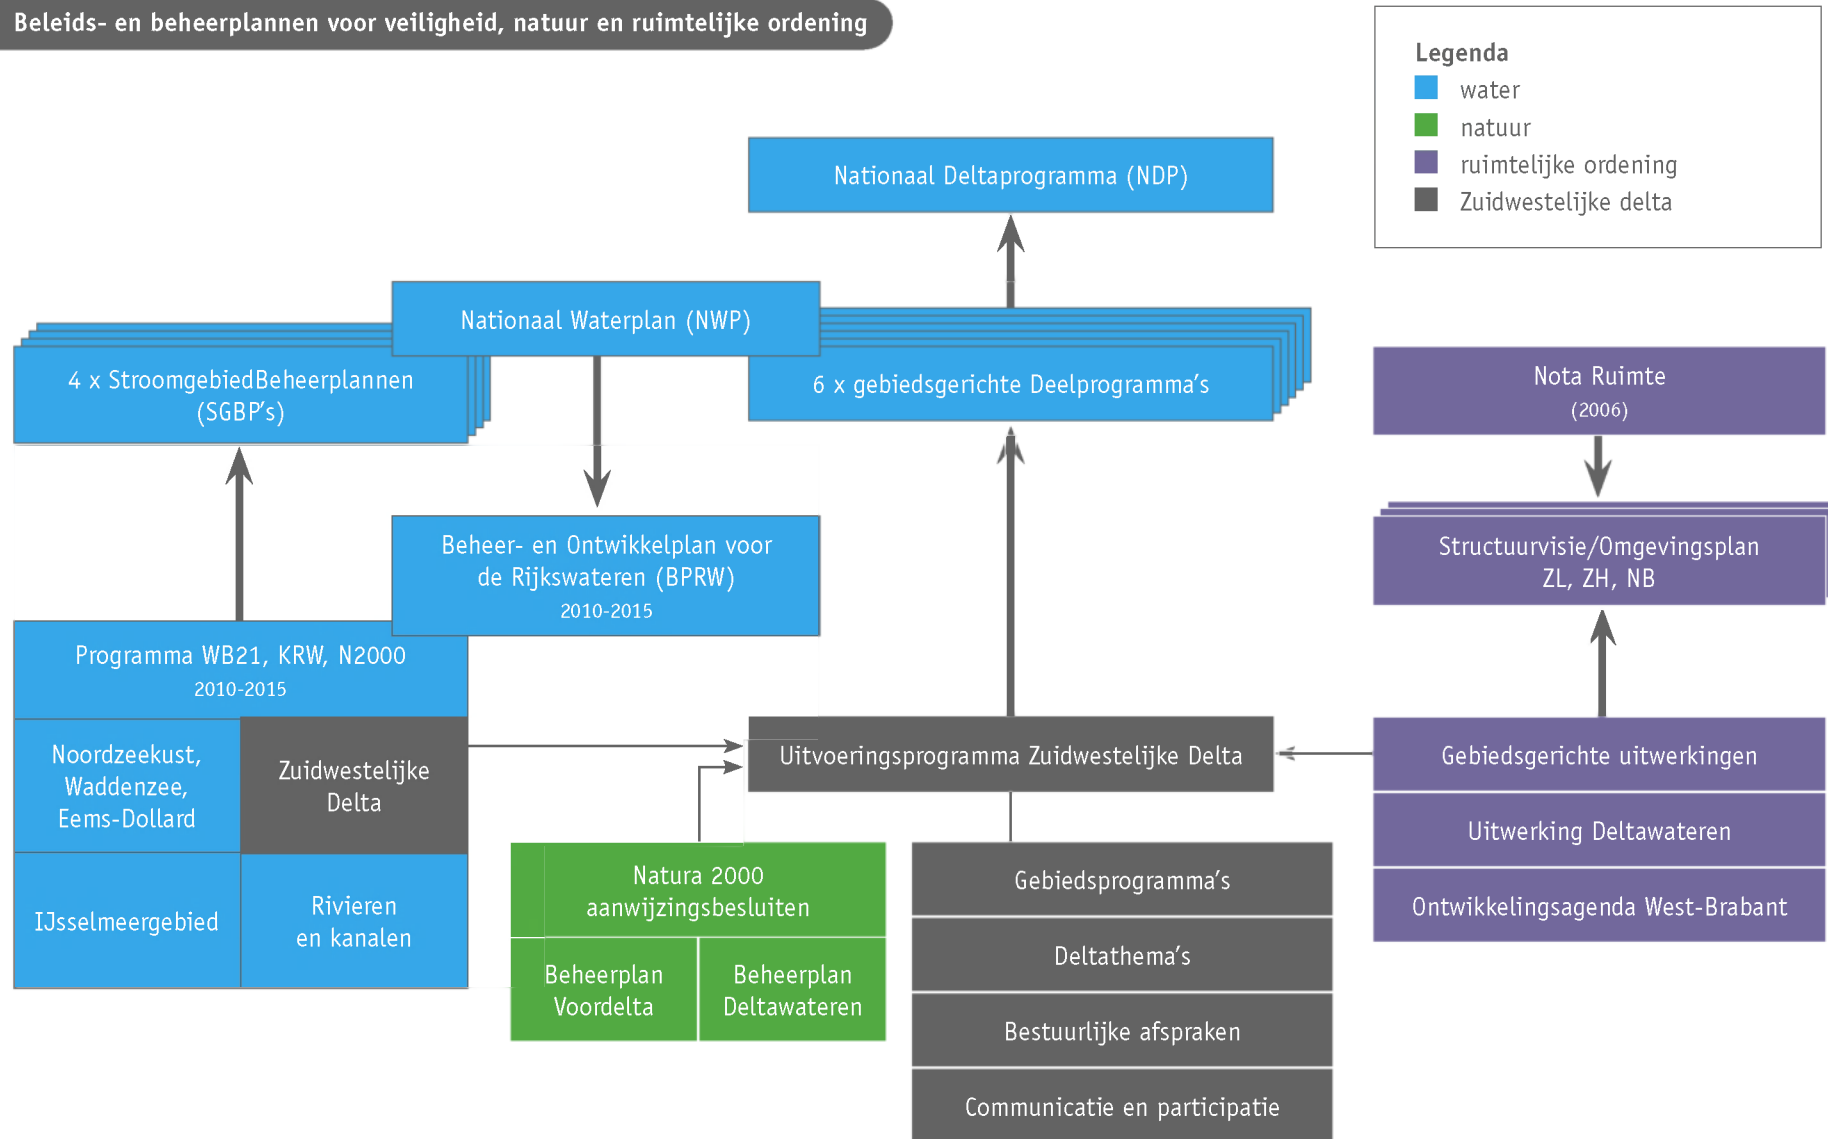 Beleids- en beheerplannen voor veiligheid, natuur en ruimtelijke ordening
Legenda
water
natuur
ruimtelijke ordening
Zuidwestelijke delta
Nationaal Deltaprogramma (NDP)
Nationaal Waterplan (NWP)
4 x StroomgebiedBeheerplannen
(SGBP's)
6 x gebiedsgerichte Deelprogramma's
Nota Ruimte
(2006)
Beheer- en Ontwikkelplan voor
de Rijkswateren (BPRW)
2010-2015
Structuurvisie/Omgevingsplan
ZL, ZH, NB
Programma WB21, KRW, N2000
2010-2015
Noordzeekust,
Waddenzee,
Eems-Dollard
Zuidwestelijke
Delta
IJsselmeergebied
Rivieren
en kanalen
Uitvoeringsprogramma Zuidwestelijke Delta
Gebiedsgerichte uitwerkingen
Uitwerking Deltawateren
Ontwikkelingsagenda West-Brabant
Natura 2000
aanwijzingsbesluiten
Beheerplan
Voordelta
Beheerplan
Deltawateren
Gebiedsprogramma's
Deltathema's
Bestuurlijke afspraken
Communicatie en participatie